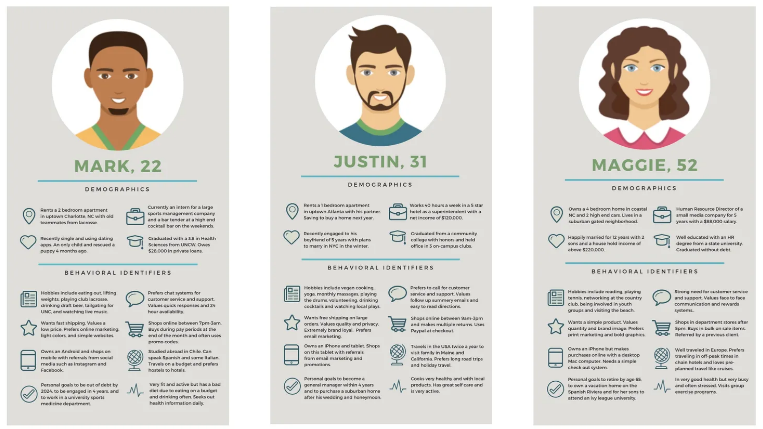 MARK, 22
DEMOGRAPHICS
Rents a 2 bedroom apartment
in uptown Charlotte, NC with old
teammates from lacrosse.
Currently an intern for a large
sports management company
and a bar tender at a high end
cocktail bar on the weekends.
Recently single and using dating
apps. An only child and rescued a
puppy 4 months ago.
Graduated with a in Health
Sciences from UNCW. Owes
in private loans.
BEHAVIORAL IDENTIFIERS
Hobbies include eating out, lifting
weights, playing club lacrosse,
drinking draft beer, tailgating for
UNC, and watching live music.
Prefers chat systems for
customer service and support.
Values quick responses and 24
hour availability.
Wants fast shipping. Values a
low price. Prefers online marketing,
light colors, and simple websites.
Shops online between 7pm-3am.
Buys during pay periods at the
end of the month and often uses
promo codes.
Owns an Android and shops on
mobile with referrals from social
media such as Instagram and
Facebook.
Studied abroad in Chile. Can
speak Spanish and some Italian.
Travels on a budget and prefers
hostels to hotels.
Personal goals to be out of debt by
2024, to be engaged in 4 years, and
to work in a university sports
medicine department.
Very fit and active but has a bad
diet due to eating on a budget
and drinking often. Seeks out
health information daily.
JUSTIN, 31
DEMOGRAPHICS
Rents a 1 bedroom apartment
in uptown Atlanta with his partner.
Saving to buy a home next year.
Works 40 hours a week in a 5 star
hotel as a superintendent with a
net income of $120,000.
Recently engaged to his
boyfriend of 5 years with plans
to marry in NYC in the winter.
Graduated from a community
college with honors and held
office in 3 on-campus clubs.
BEHAVIORAL IDENTIFIERS
Hobbies include vegan cooking,
yoga, monthly massages, playing
the drums, volunteering, drinking
cocktails and watching local plays.
Prefers to call for customer
service and support. Values
follow up summary emails and
easy to read directions.
Wants free shipping on large
orders. Values quality and privacy.
Extremely brand loyal. Prefers
email marketing.
Shops online between 9am-2pm
and makes multiple returns. Uses
Paypal at checkout.
Owns an iPhone and tablet. Shops
on this tablet with referrals
from email marketing and
promotions.
Travels in the USA twice a year to
visit family in Maine and
California. Prefers long road trips
and holiday travel.
Personal goals to become a
general manager within 4 years
and to purchase a suburban home
after his wedding and honeymoon.
Cooks very healthy and with local
products. Has great self care and
is very active.
MAGGIE, 52
DEMOGRAPHICS
Owns a 4 bedroom home in coastal
NC and 2 high end cars. Lives in a
suburban gated neighborhood.
Human Resource Director of a
small media company for 5
years with a $88,000 salary.
Happily married for 12 years with 2
sons and a house held income of
above $220,000.
Well educated with an HR
degree from a state university.
Graduated without debt.
BEHAVIORAL IDENTIFIERS
Hobbies include reading, playing
tennis, networking at the country
club, being involved in youth
groups and visiting the beach.
Strong need for customer service
and support. Values face to face
communication and rewards
systems.
Wants a simple product. Values
quantity and brand image. Prefers
print marketing and bold graphics.
Shops in department stores after
5pm. Buys in bulk on sale items.
Referred by a previous client.
Owns an iPhone but makes
purchases on line with a desktop
Mac computer. Needs a simple
check out system.
Well traveled in Europe. Prefers
traveling in off-peak times in
chain hotels and loves pre-
planned travel like cruises.
Personal goals to retire by age 65,
to own a vacation home on the
Spanish Riviera and for her sons to
attend an ivy league university.
In very good health but very busy
and often stressed. Visits group
exercise programs.